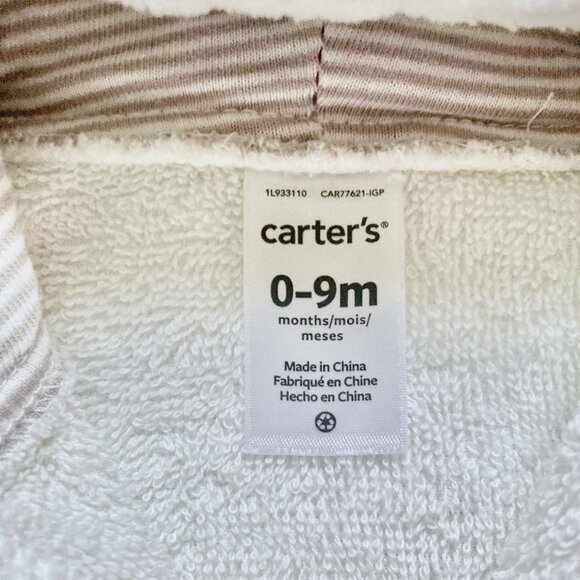 1L933110 CAR77621-IGP
carter's®
0-9m
months/mois/
meses
Made in China
Fabriqué en Chine
Hecho en China